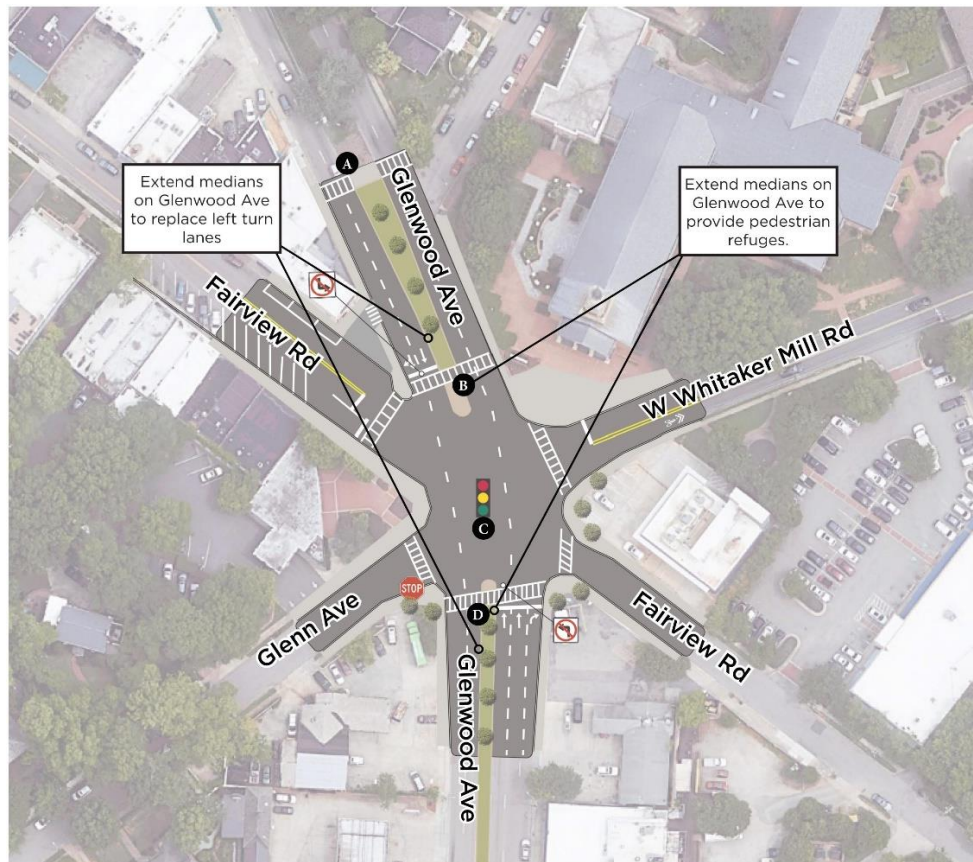 A
Extend medians
on Glenwood Ave
to replace left turn
lanes
Extend medians on
Glenwood Ave to
provide pedestrian
refuges.
Glenwood Ave
Fairview Rd
W Whitaker Mill Rd
B
C
STOP
D
Glenn Ave
Glenwood Ave
Fairview Rd